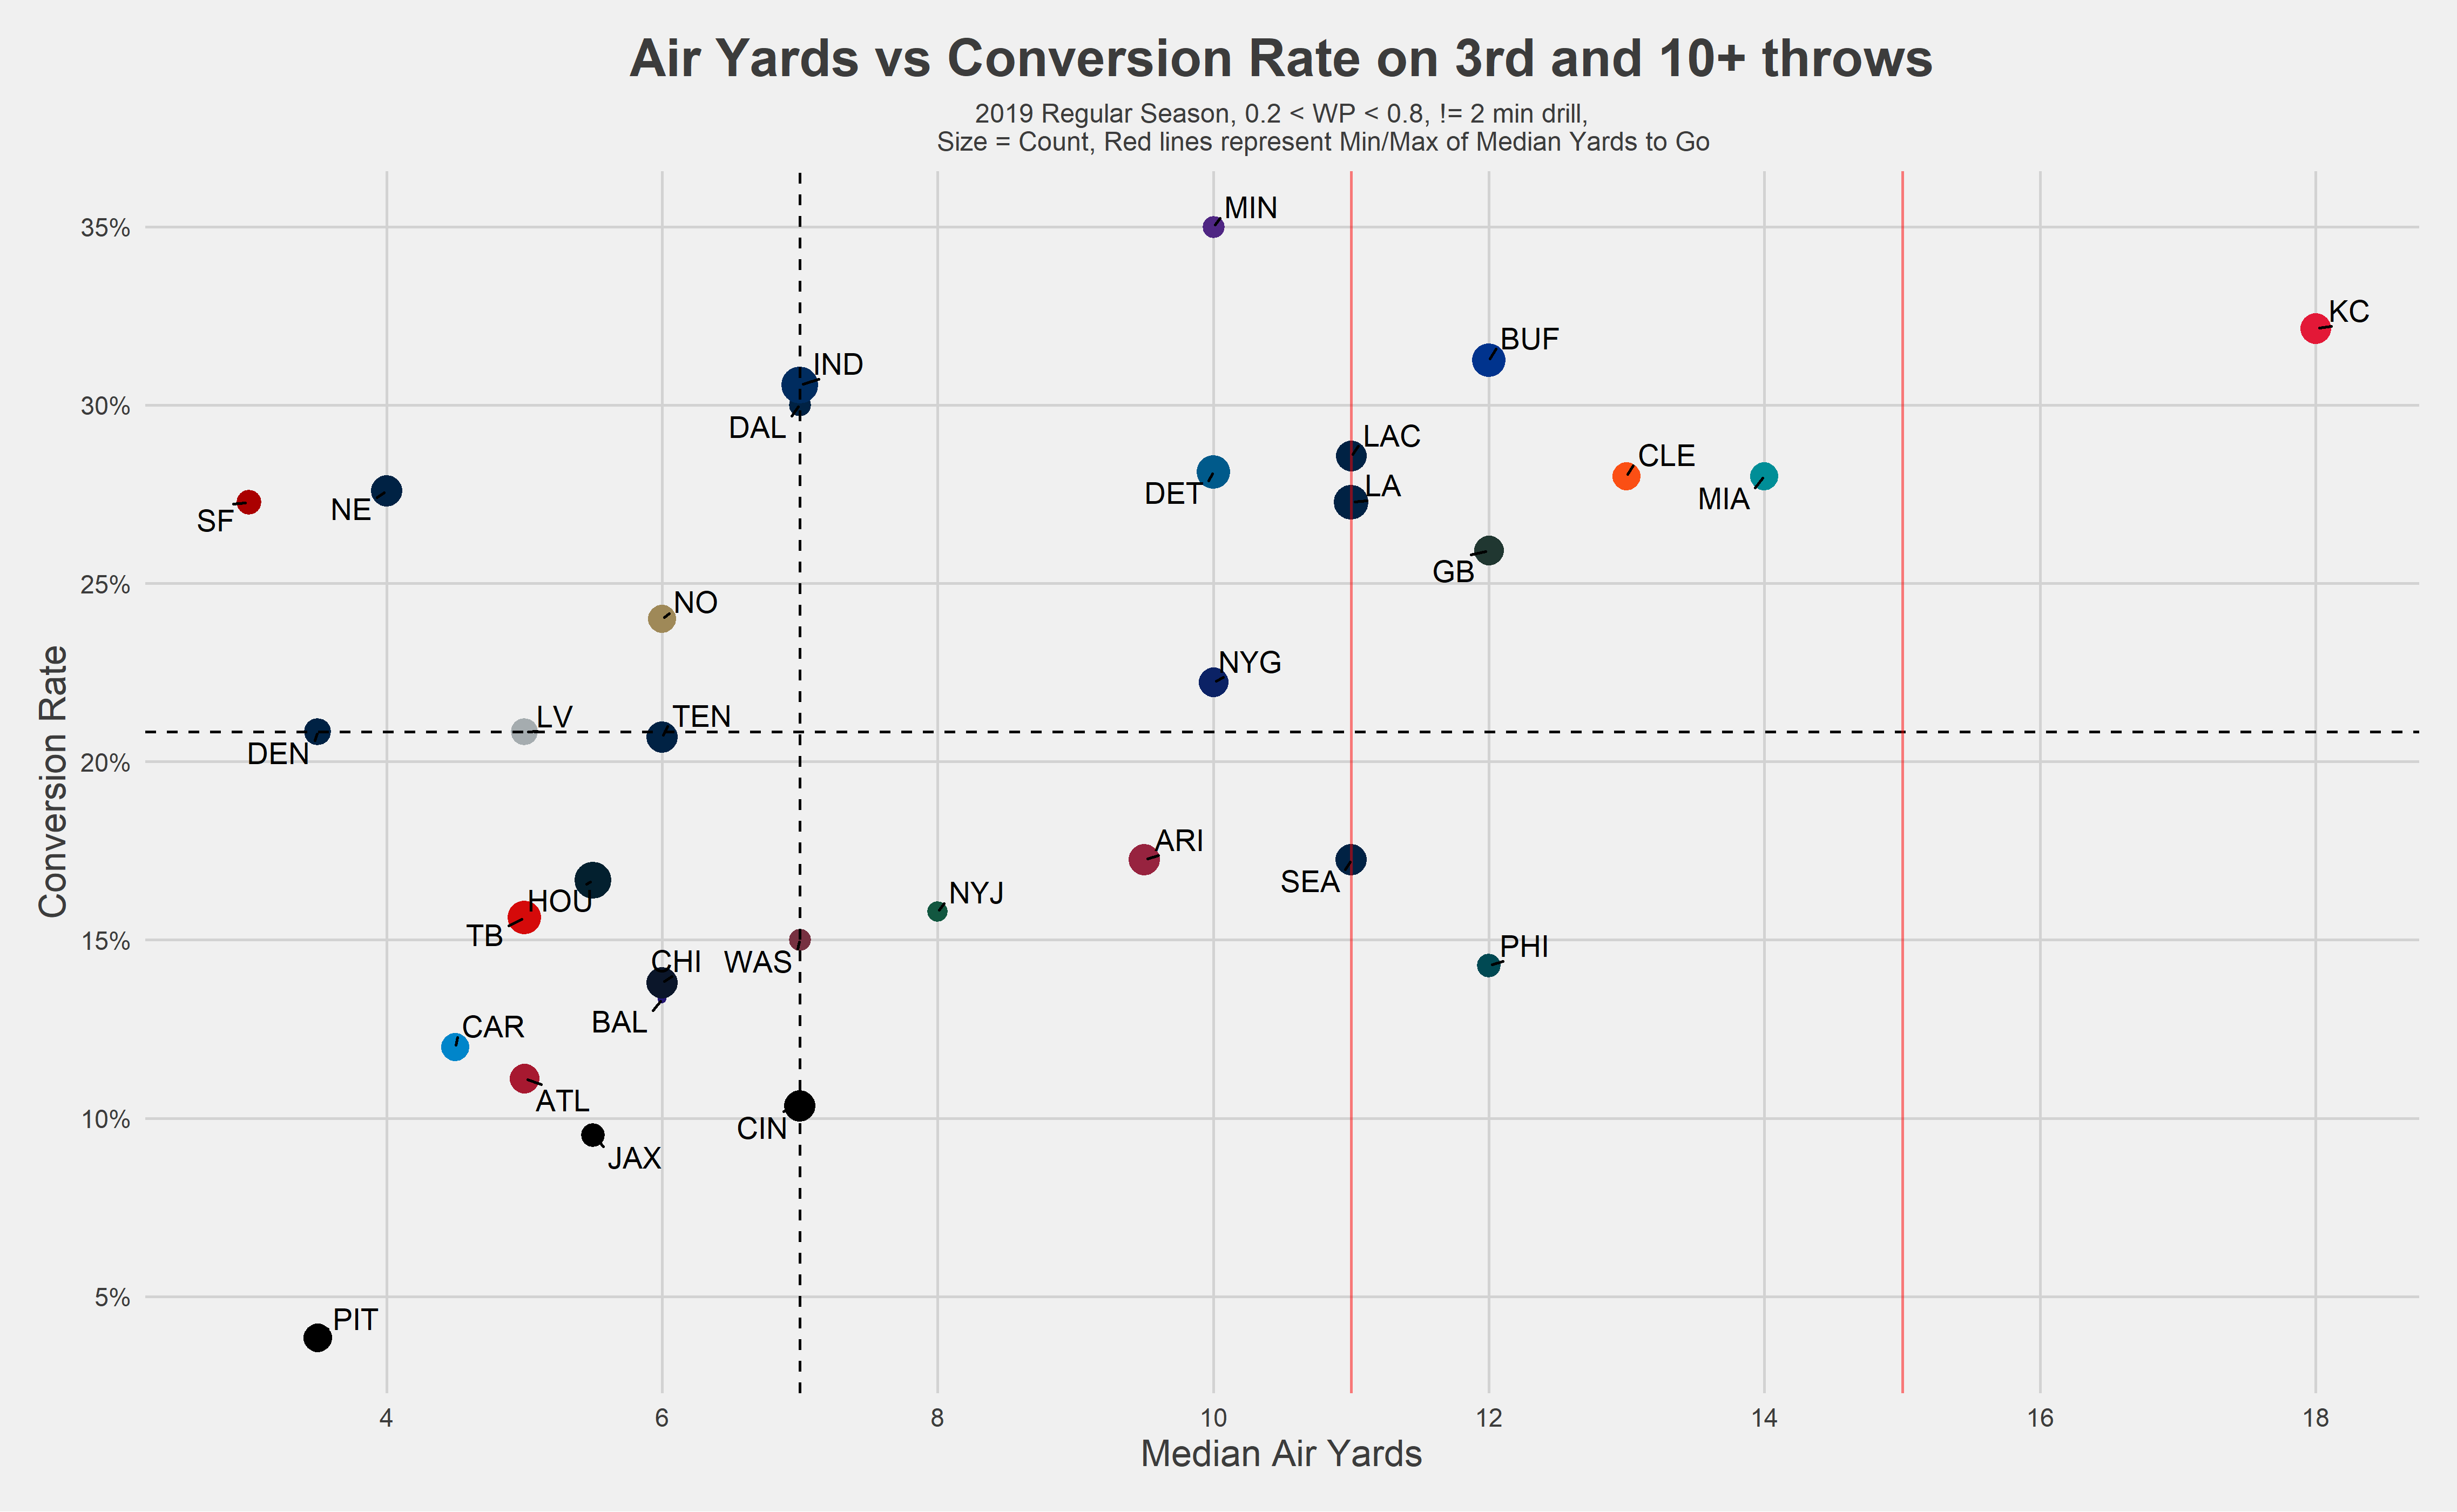 Air Yards vs Conversion Rate on 3rd and 10+ throws
2019 Regular Season, 0.2 < WP < 0.8, != 2 min drill,
Size = Count, Red lines represent Min/Max of Median Yards to Go
MIN
35%
KC
BUF
IND
30%
DAL
LAC
CLE
LA
DET
MIA
NE
SF
GB
25%
NO
NYG
LV
TEN
DEN
20%
ARI
SEA
NYJ
HOU
TB
15%
PHI
CHI
WAS
BAL
CAR
ATL
10%
CIN
JAX
5%
PIT
Conversion Rate
4
6
8
10
12
14
16
18
Median Air Yards